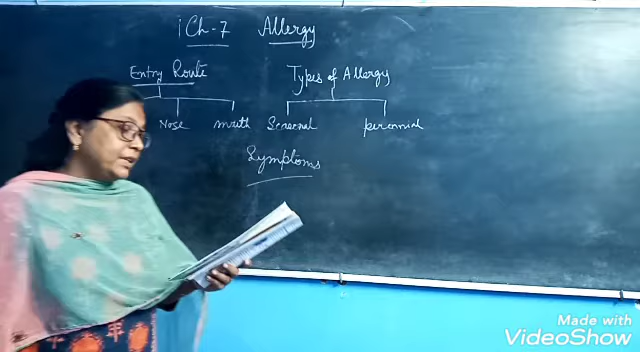 Ch-7 Allergy
Entry Route
Types of Allergy
Nose mouth
Seasonal perennial
Symptoms
Made with
VideoShow